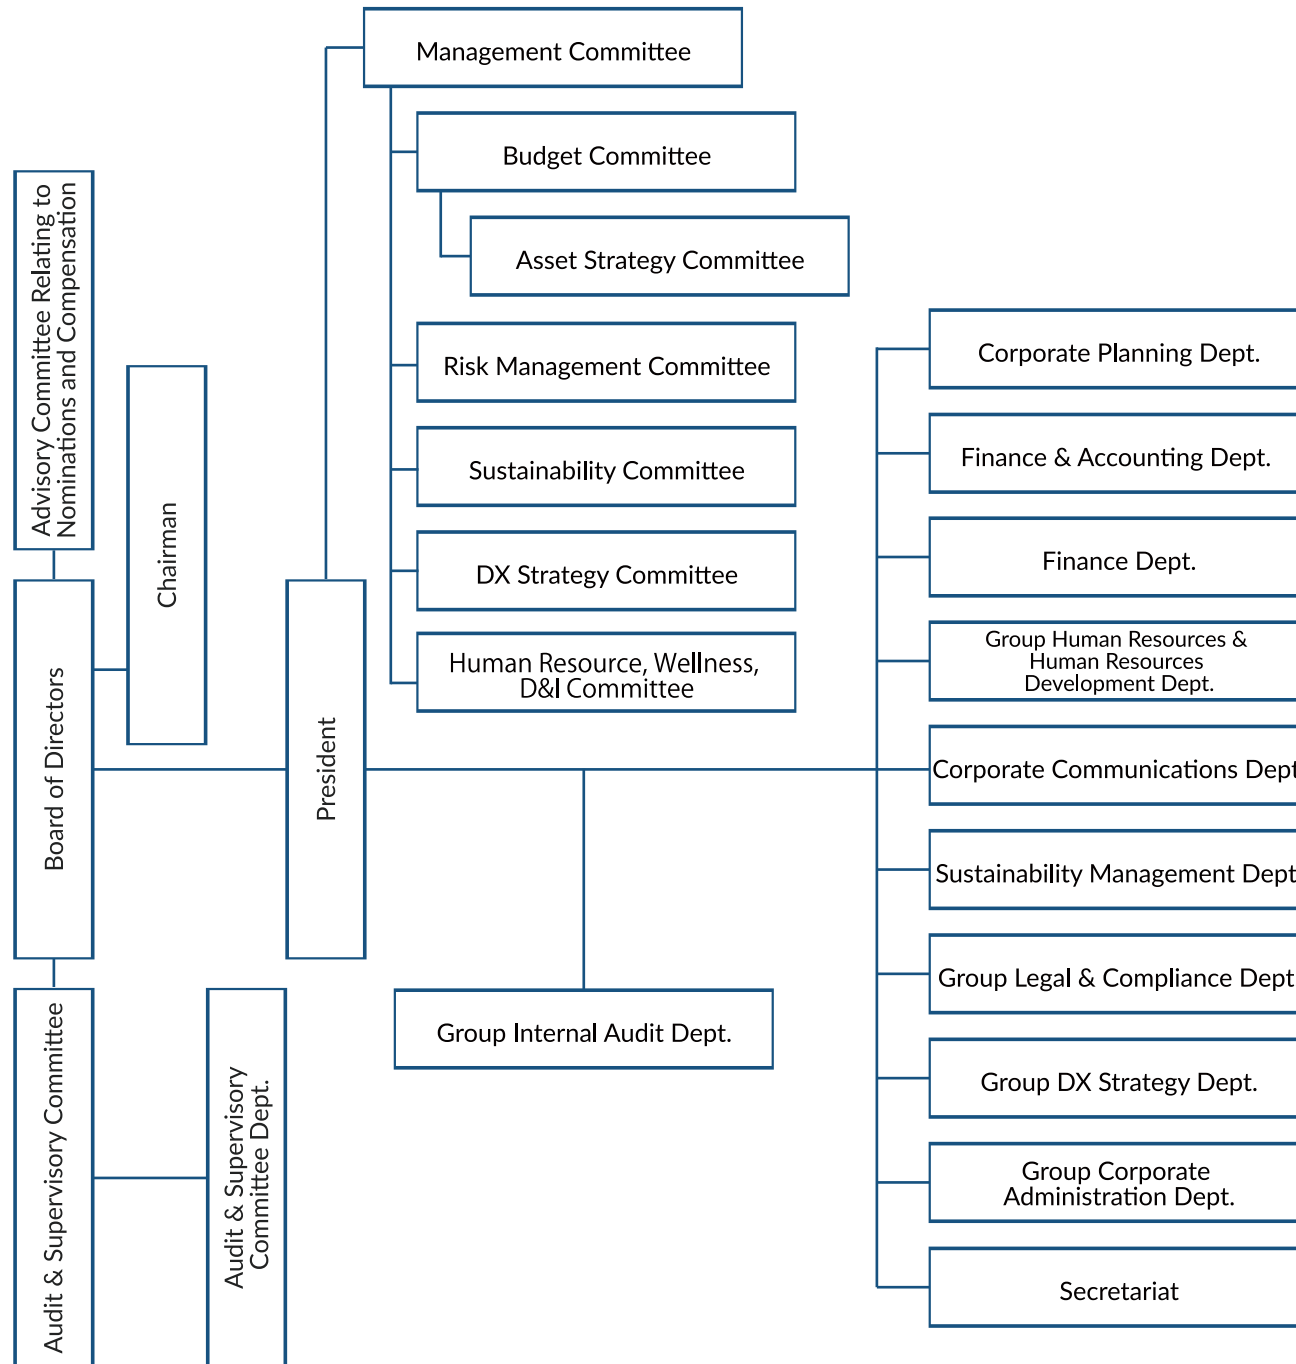 Management Committee
Budget Committee
Asset Strategy Committee
Risk Management Committee
Sustainability Committee
DX Strategy Committee
Human Resource, Wellness,
D&I Committee
Advisory Committee Relating to
Nominations and Compensation
Chairman
Board of Directors
President
Audit & Supervisory Committee
Audit & Supervisory
Committee Dept.
Group Internal Audit Dept.
Corporate Planning Dept.
Finance & Accounting Dept.
Finance Dept.
Group Human Resources &
Human Resources
Development Dept.
Corporate Communications Dept
Sustainability Management Dept
Group Legal & Compliance Dept
Group DX Strategy Dept.
Group Corporate
Administration Dept.
Secretariat